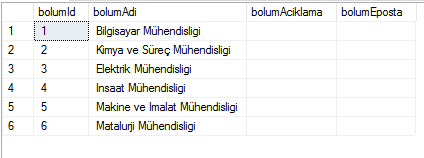 bolumId bolumAdi bolumAciklama bolumEposta
1 1 Bilgisayar Mühendisligi
2 2 Kimya ve Süreç Mühendisligi
3 3 Elektrik Mühendisligi
4 4 Insaat Mühendisligi
5 5 Makine ve Imalat Mühendisligi
6 6 Matalurji Mühendisligi